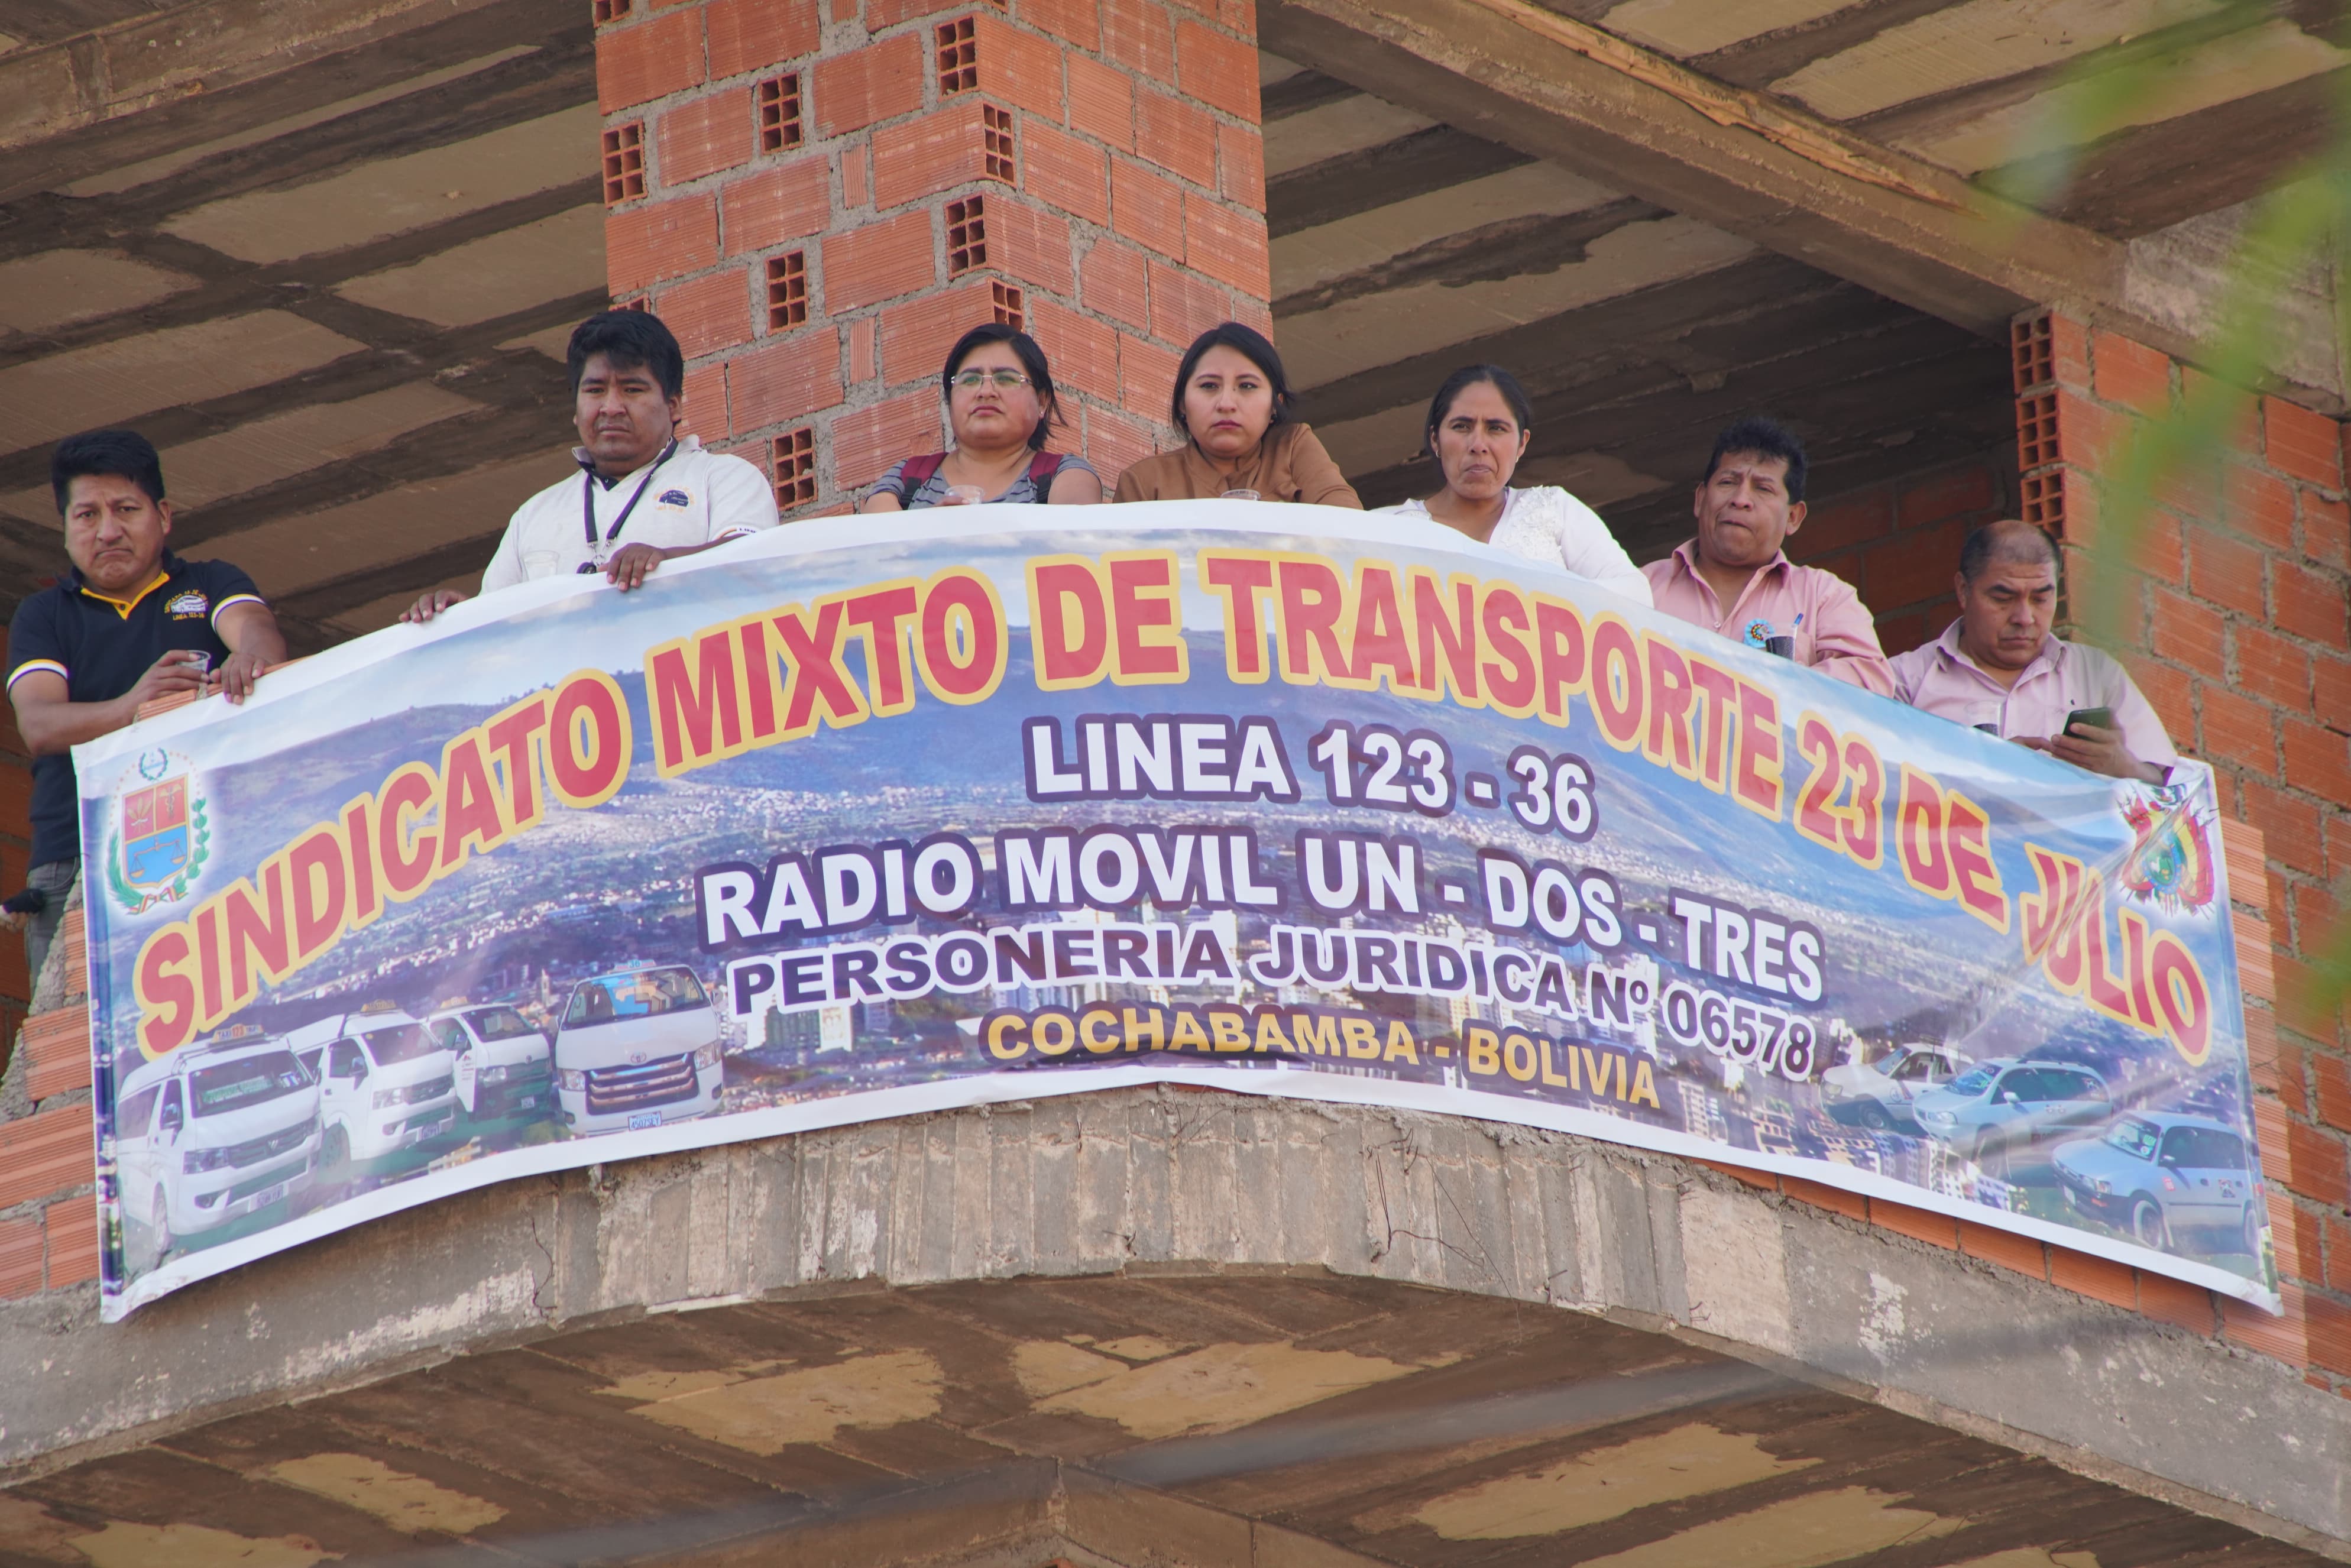 SINDICATO MIXTO DE TRANSPORTE 23 DE JULIO
LINEA 123 - 36
RADIO MOVIL UN - DOS - TRES
PERSONERIA JURIDICA Nº 06578
COCHABAMBA - BOLIVIA